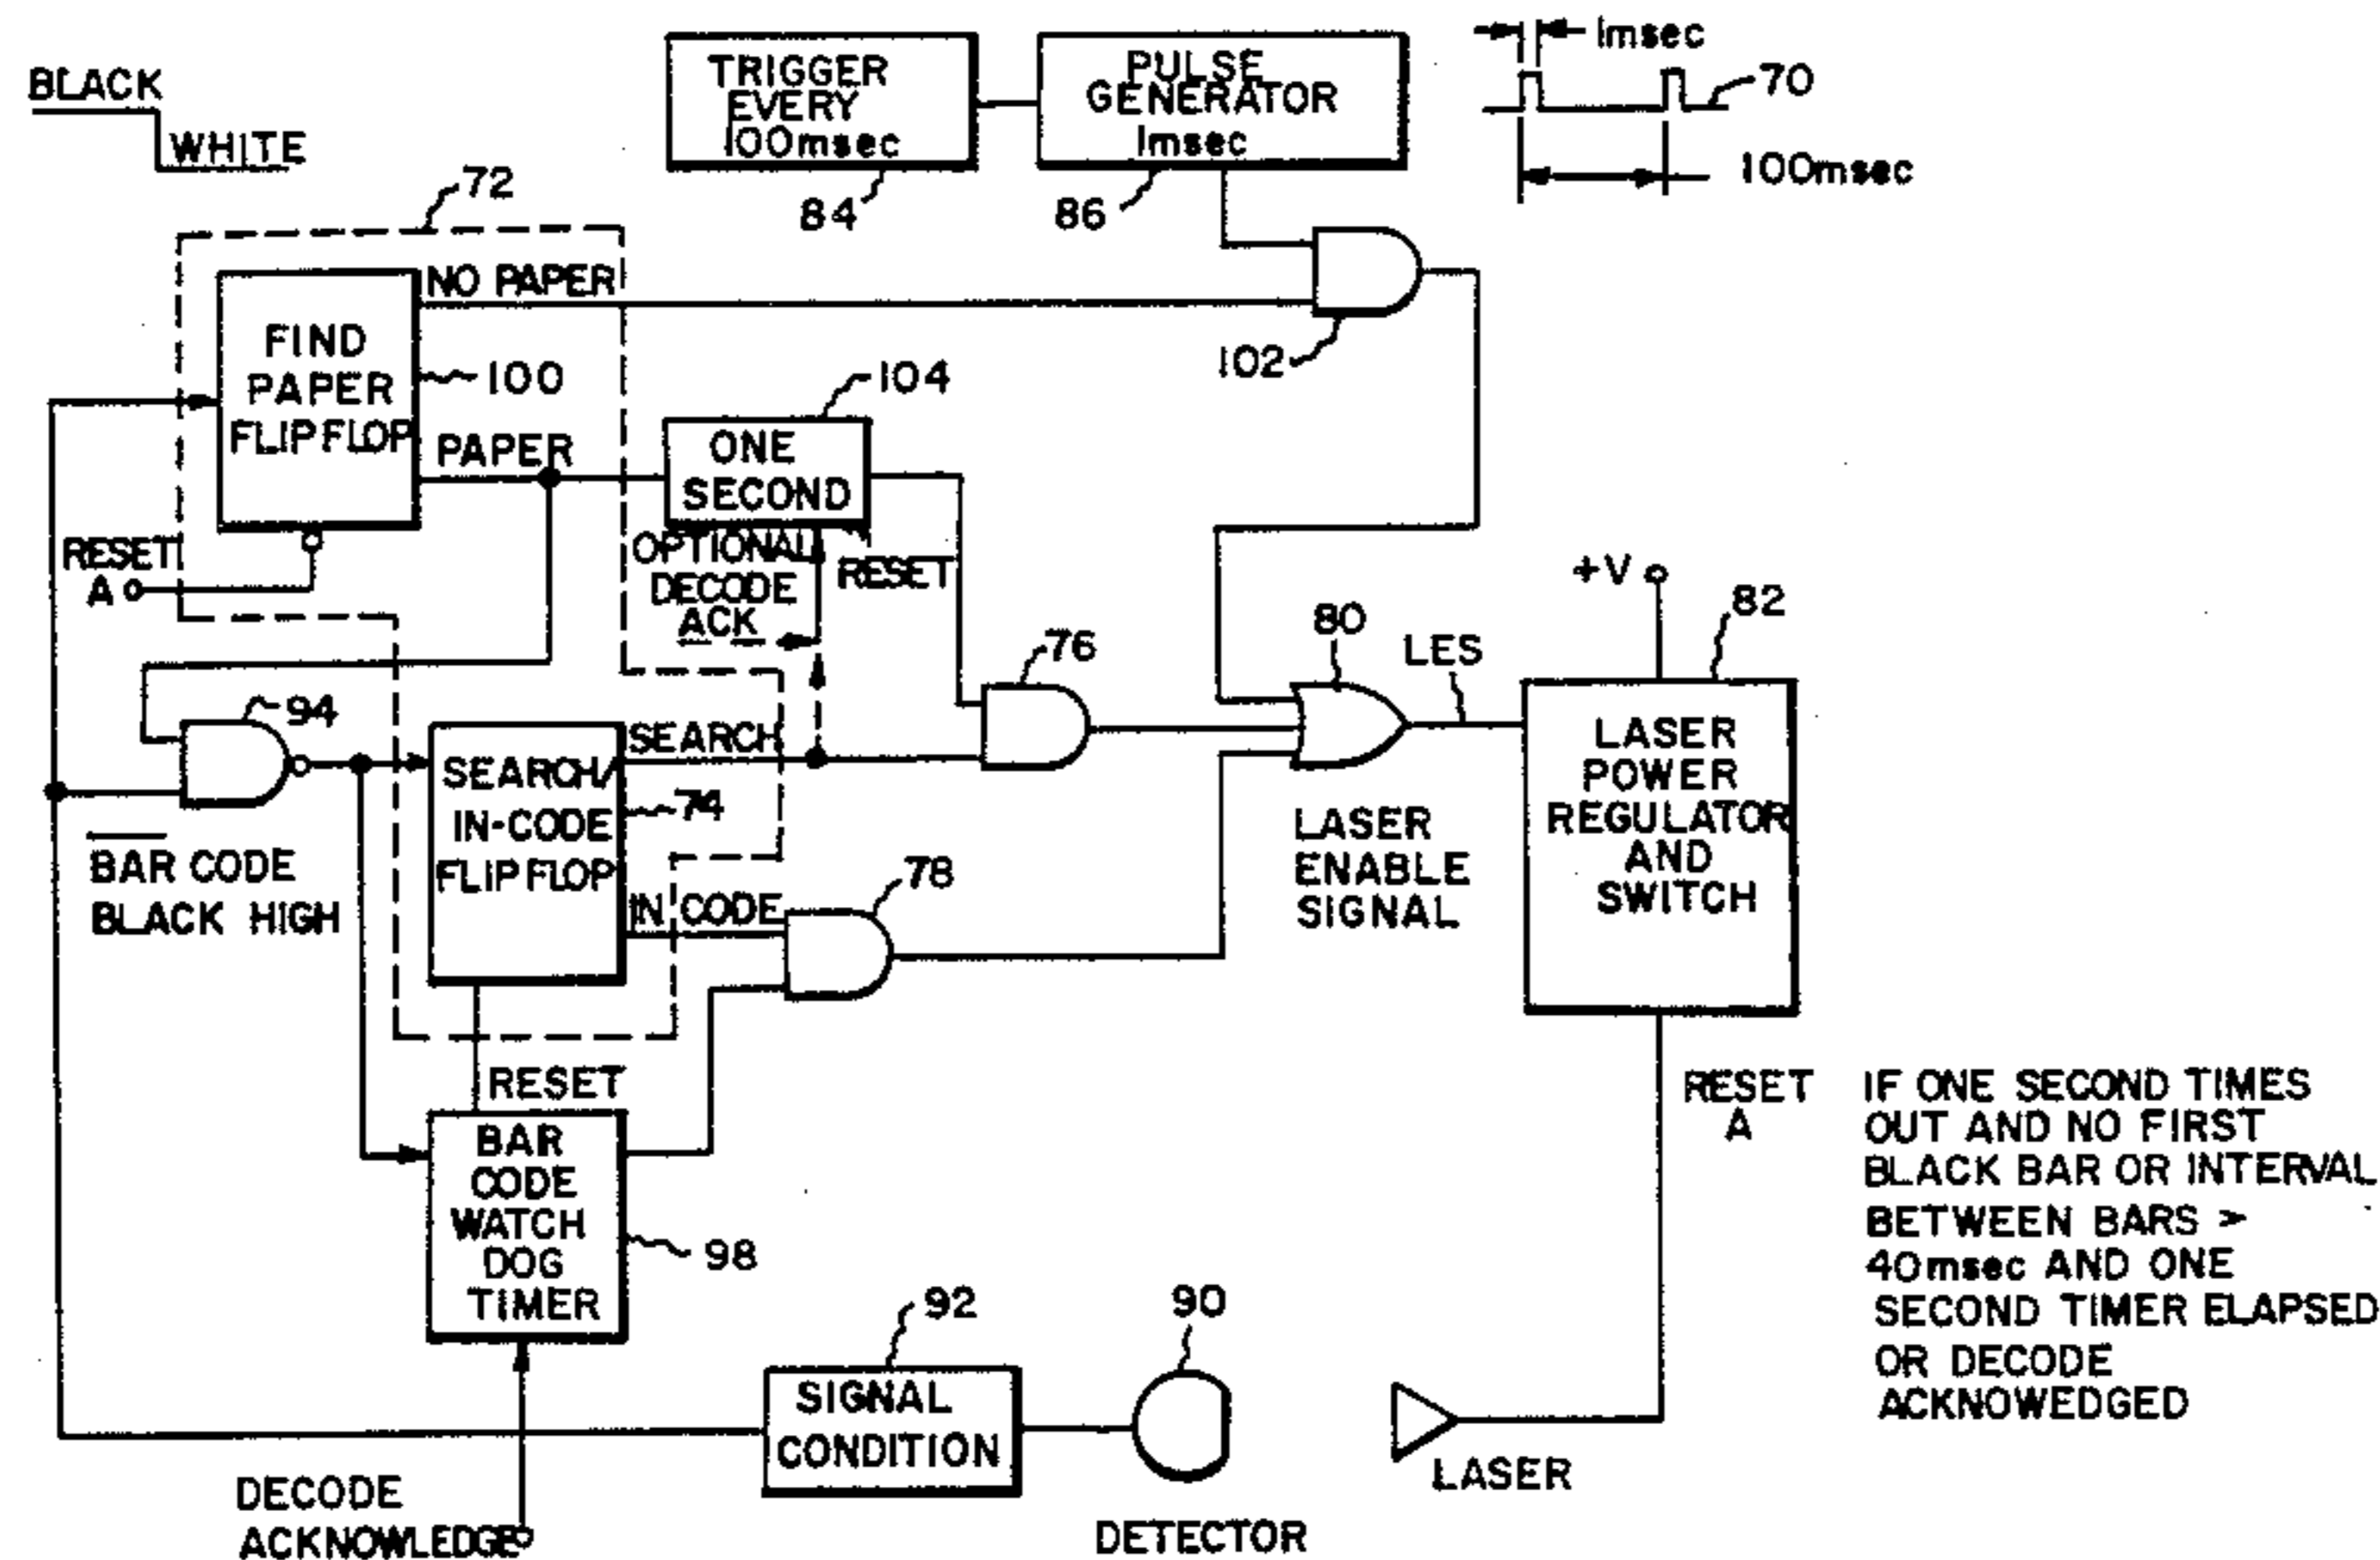 BLACK
WHITE
TRIGGER
EVERY
100msec
84
PULSE
GENERATOR
1msec
86
1msec
70
100msec
72
NO PAPER
FIND
PAPER
FLIP FLOP
100
PAPER
102
104
ONE
SECOND
OPTIONAL
DECODE
ACK
RESET
RESET
A
94
BAR CODE
BLACK HIGH
SEARCH/
IN-CODE
FLIP FLOP
74
SEARCH
IN CODE
76
78
80
LES
LASER
ENABLE
SIGNAL
+V
82
LASER
POWER
REGULATOR
AND
SWITCH
RESET
BAR
CODE
WATCH
DOG
TIMER
98
RESET
A
IF ONE SECOND TIMES
OUT AND NO FIRST
BLACK BAR OR INTERVAL
BETWEEN BARS >
40msec AND ONE
SECOND TIMER ELAPSED
OR DECODE
ACKNOWEDGED
92
SIGNAL
CONDITION
90
DETECTOR
LASER
DECODE
ACKNOWLEDGE